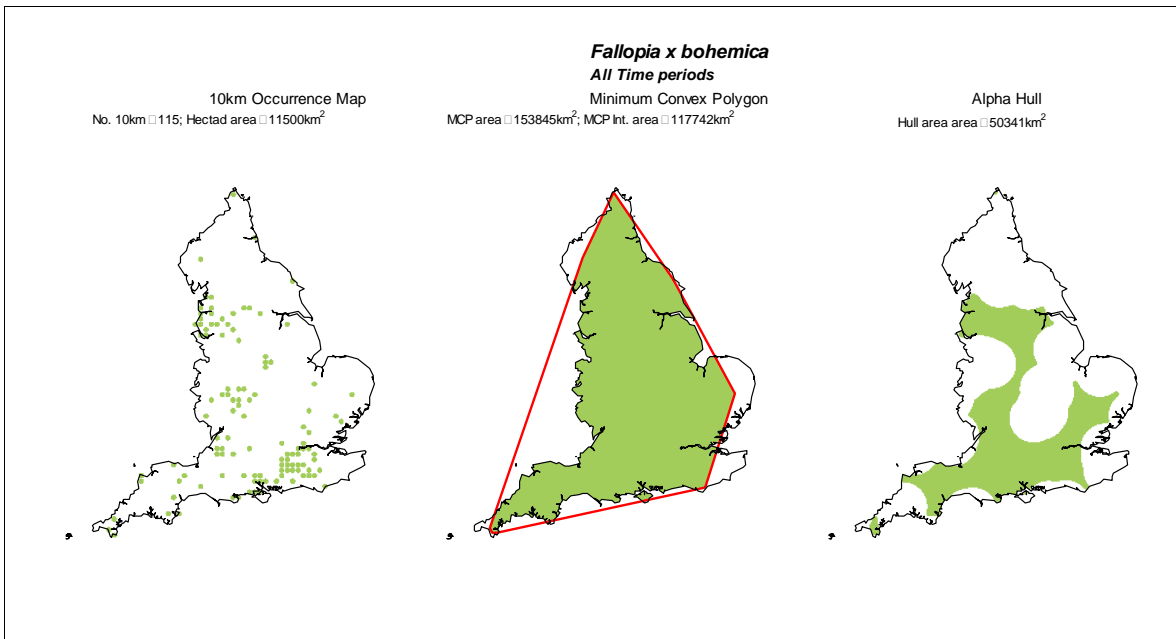 Fallopia x bohemica
All Time periods
10km Occurrence Map
No. 10km □ 115; Hectad area □ 11500km²
Minimum Convex Polygon
MCP area □ 153845km²; MCP Int. area □ 117742km²
Alpha Hull
Hull area area □ 50341km²